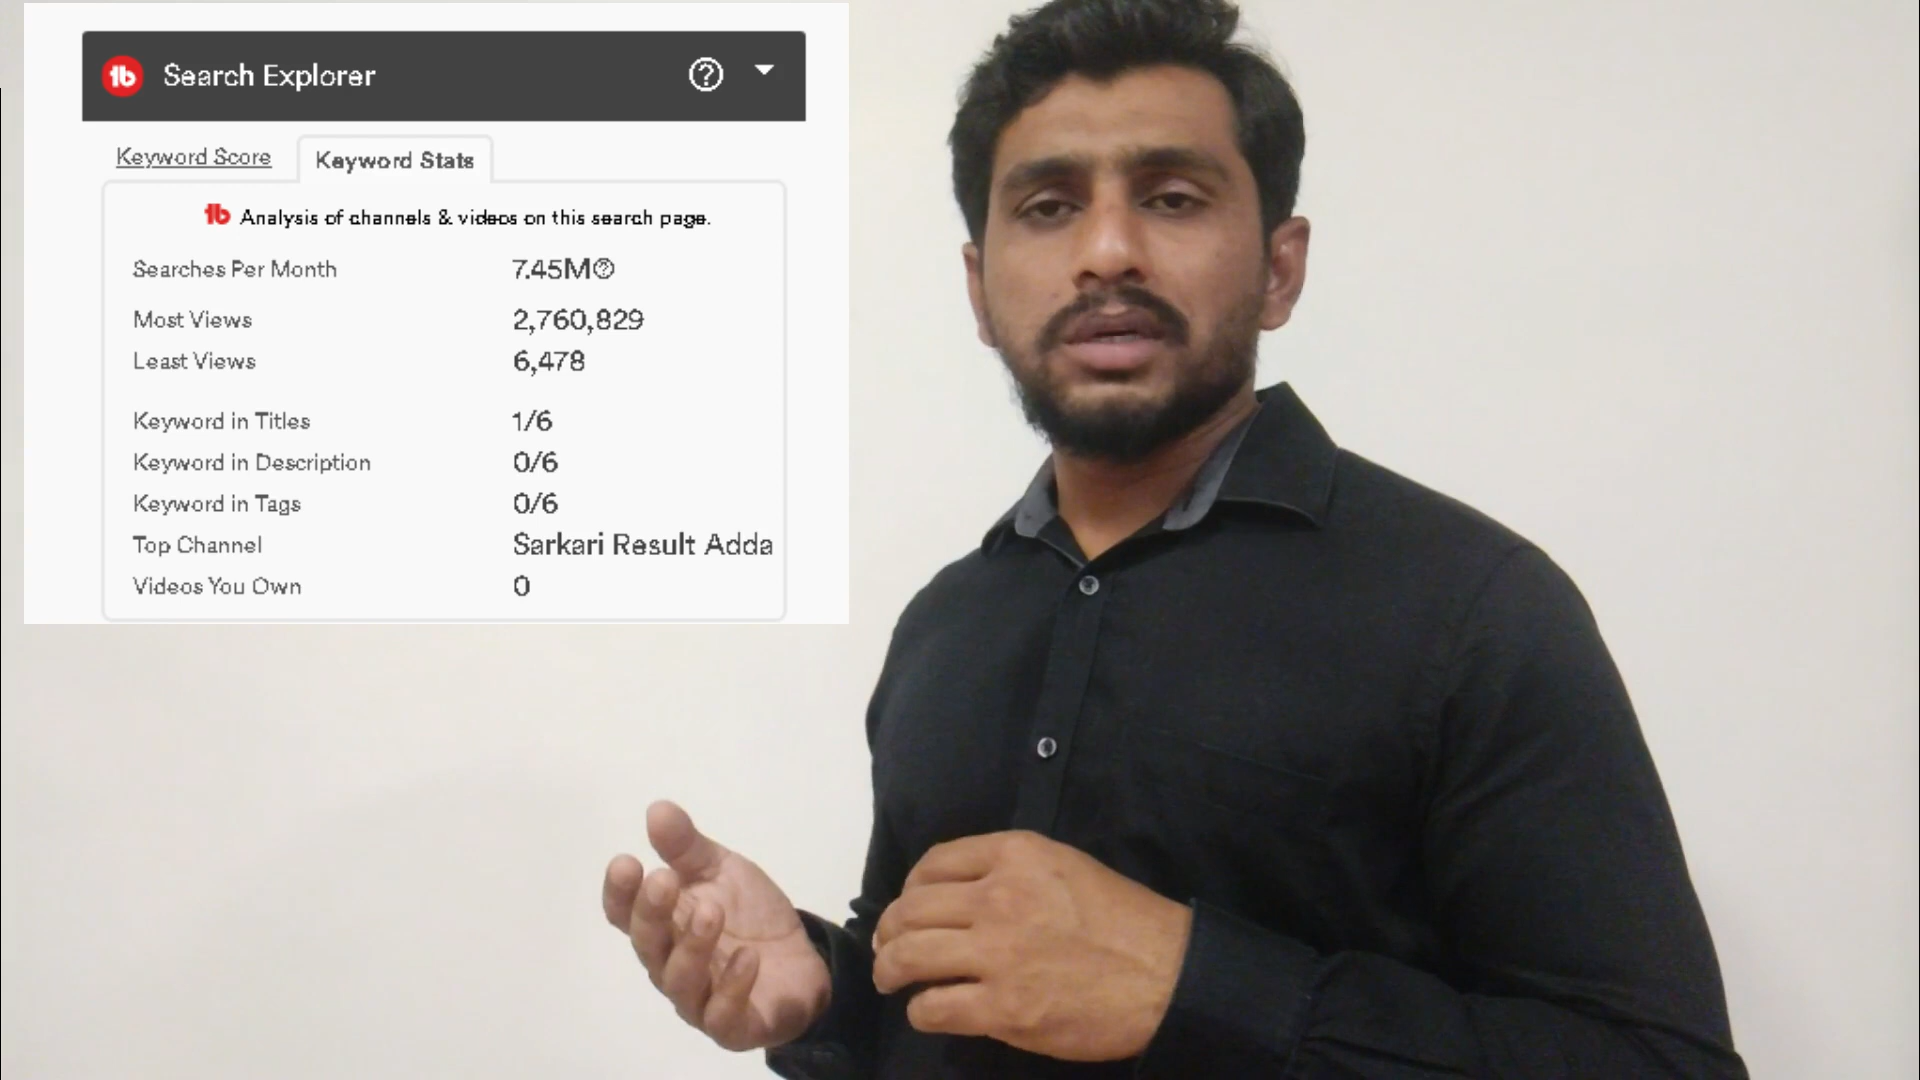 tb Search Explorer
Keyword Score Keyword Stats
tb Analysis of channels & videos on this search page.
Searches Per Month 7.45M
Most Views 2,760,829
Least Views 6,478
Keyword in Titles 1/6
Keyword in Description 0/6
Keyword in Tags 0/6
Top Channel Sarkari Result Adda
Videos You Own 0